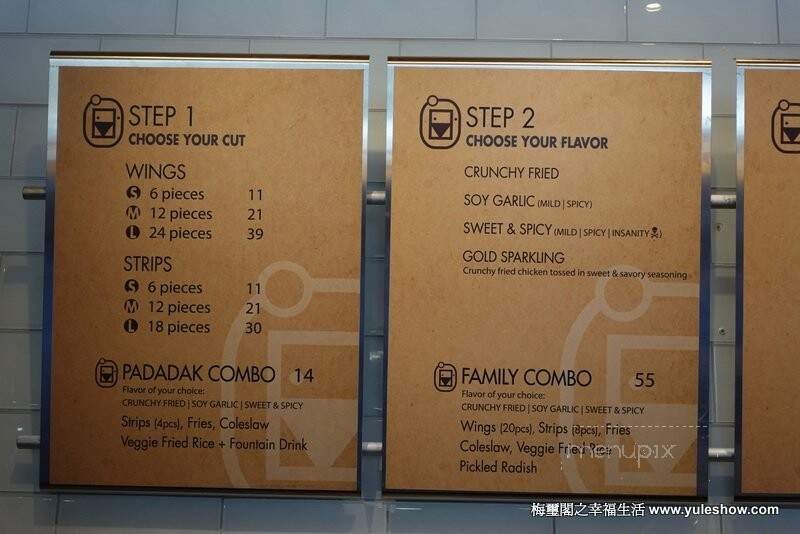 STEP 1
CHOOSE YOUR CUT
WINGS
S 6 pieces 11
M 12 pieces 21
L 24 pieces 39
STRIPS
S 6 pieces 11
M 12 pieces 21
L 18 pieces 30
PADADAK COMBO 14
Flavor of your choice:
CRUNCHY FRIED | SOY GARLIC | SWEET & SPICY
Strips (4pcs), Fries, Coleslaw
Veggie Fried Rice + Fountain Drink
STEP 2
CHOOSE YOUR FLAVOR
CRUNCHY FRIED
SOY GARLIC (MILD | SPICY)
SWEET & SPICY (MILD | SPICY | INSANITY☠)
GOLD SPARKLING
Crunchy fried chicken tossed in sweet & savory seasoning
FAMILY COMBO 55
Flavor of your choice:
CRUNCHY FRIED | SOY GARLIC | SWEET & SPICY
Wings (20pcs), Strips (8pcs), Fries
Coleslaw, Veggie Fried Rice
Pickled Radish
menupix
梅璽閣之幸福生活 www.yuleshow.com